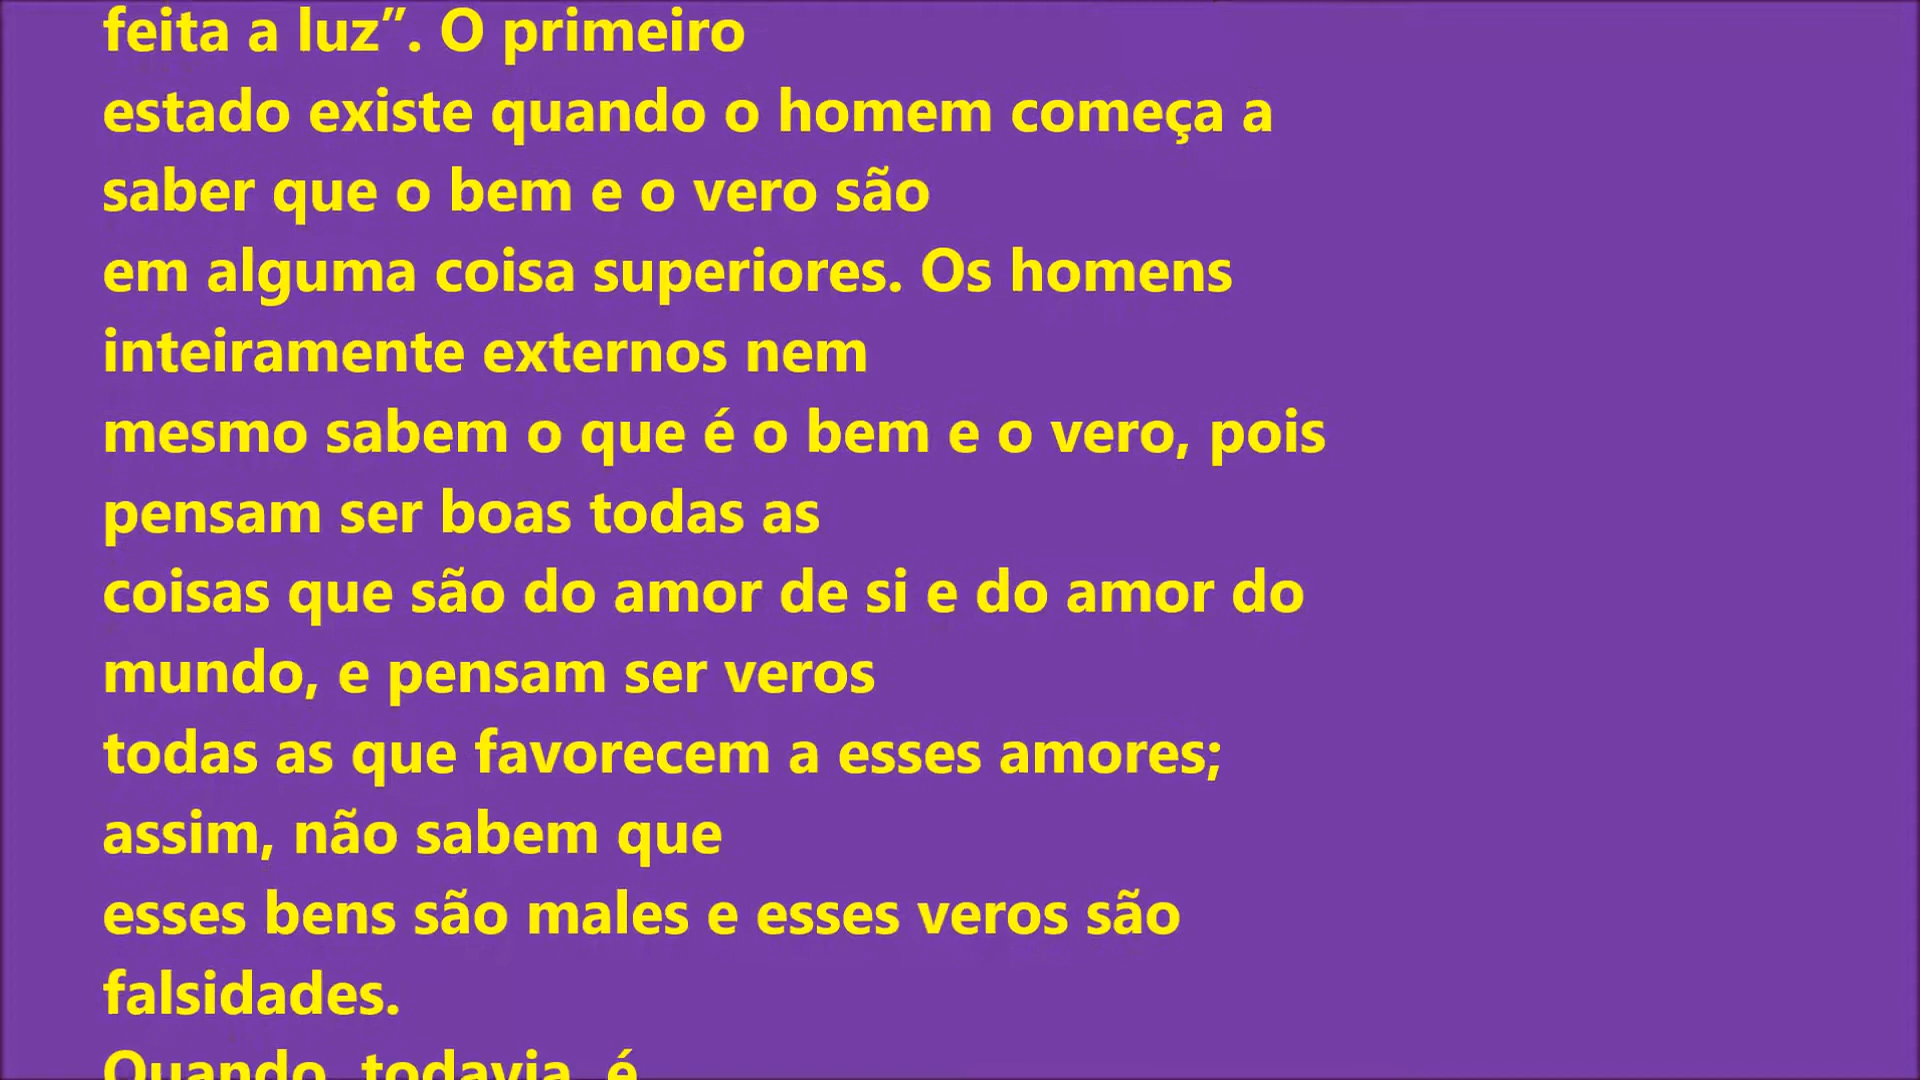 feita a luz”. O primeiro
estado existe quando o homem começa a
saber que o bem e o vero são
em alguma coisa superiores. Os homens
inteiramente externos nem
mesmo sabem o que é o bem e o vero, pois
pensam ser boas todas as
coisas que são do amor de si e do amor do
mundo, e pensam ser veros
todas as que favorecem a esses amores;
assim, não sabem que
esses bens são males e esses veros são
falsidades.
Quando, todavia, é